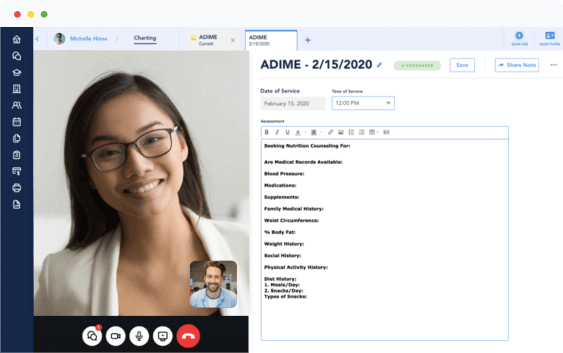 Michelle Hines
Charting
ADIME
Current
ADIME
2/15/2020
Quick Add
Quick Profile
ADIME - 2/15/2020
AUTOSAVED
Save
Share Note
Date of Service
Time of Service
February 15, 2020
12:00 PM
Assessment
B I U A
Seeking Nutrition Counseling For:
Are Medical Records Available:
Blood Pressure:
Medications:
Supplements:
Family Medical History:
Waist Circumference:
% Body Fat:
Weight History:
Social History:
Physical Activity History:
Diet History:
1. Meals/Day:
2. Snacks/Day:
Types of Snacks: